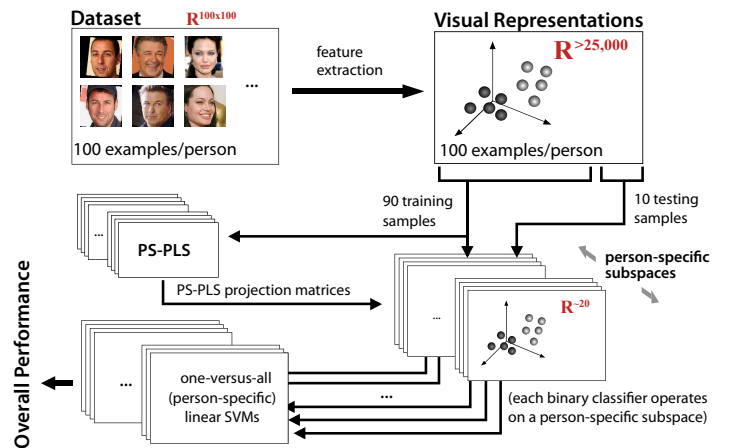 Dataset R^100x100
...
100 examples/person
feature
extraction
Visual Representations
R^>25,000
100 examples/person
90 training
samples
10 testing
samples
...
PS-PLS
PS-PLS projection matrices
person-specific
subspaces
...
R^~20
Overall Performance
...
one-versus-all
(person-specific)
linear SVMs
...
(each binary classifier operates
on a person-specific subspace)